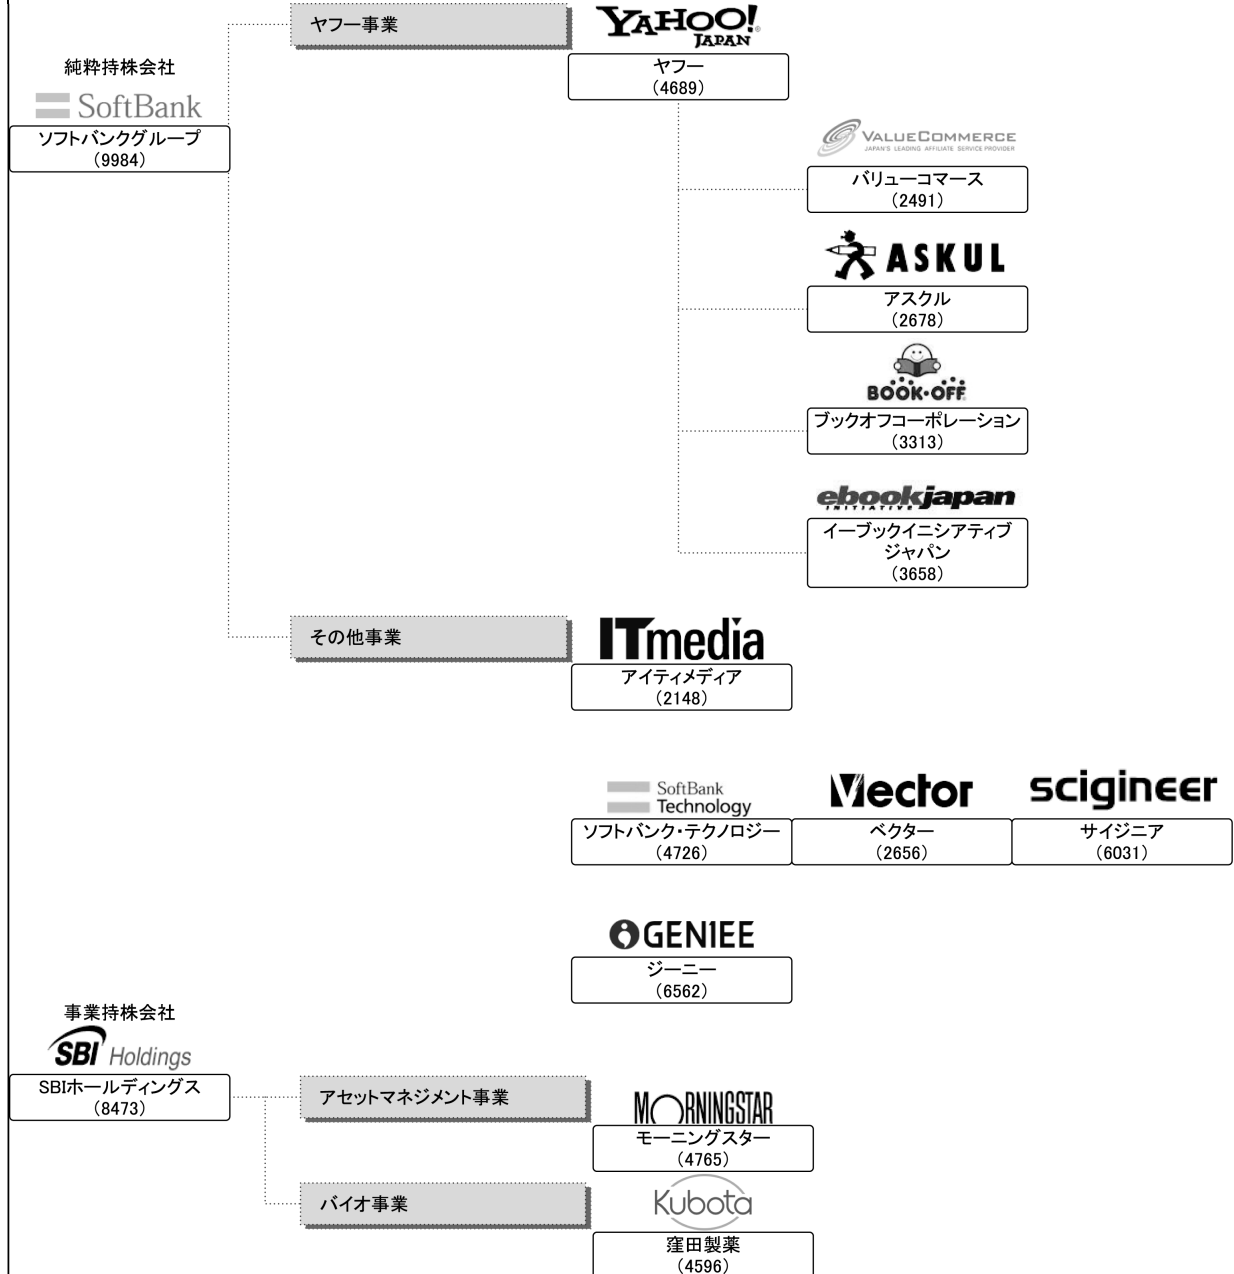 ヤフー事業
YAHOO!
JAPAN
ヤフー
(4689)
純粋持株会社
SoftBank
ソフトバンクグループ
(9984)
VALUECOMMERCE
JAPAN'S LEADING AFFILIATE SERVICE PROVIDER
バリューコマース
(2491)
ASKUL
アスクル
(2678)
BOOK・OFF
ブックオフコーポレーション
(3313)
ebookjapan
INITIATIVE
イーブックイニシアティブ
ジャパン
(3658)
その他事業
ITmedia
アイティメディア
(2148)
SoftBank
Technology
ソフトバンク・テクノロジー
(4726)
Vector
ベクター
(2656)
scigineer
サイジニア
(6031)
GENIEE
ジーニー
(6562)
事業持株会社
SBI Holdings
SBIホールディングス
(8473)
アセットマネジメント事業
MORNINGSTAR
モーニングスター
(4765)
バイオ事業
Kubota
窪田製薬
(4596)